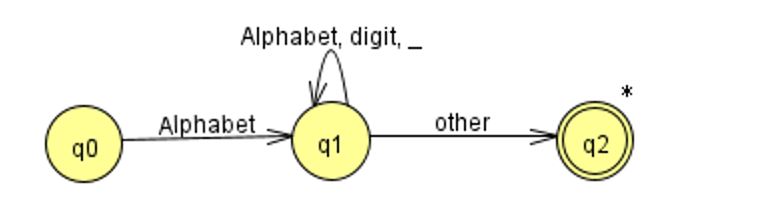 Alphabet, digit, _
*
Alphabet
other
q0
q1
q2